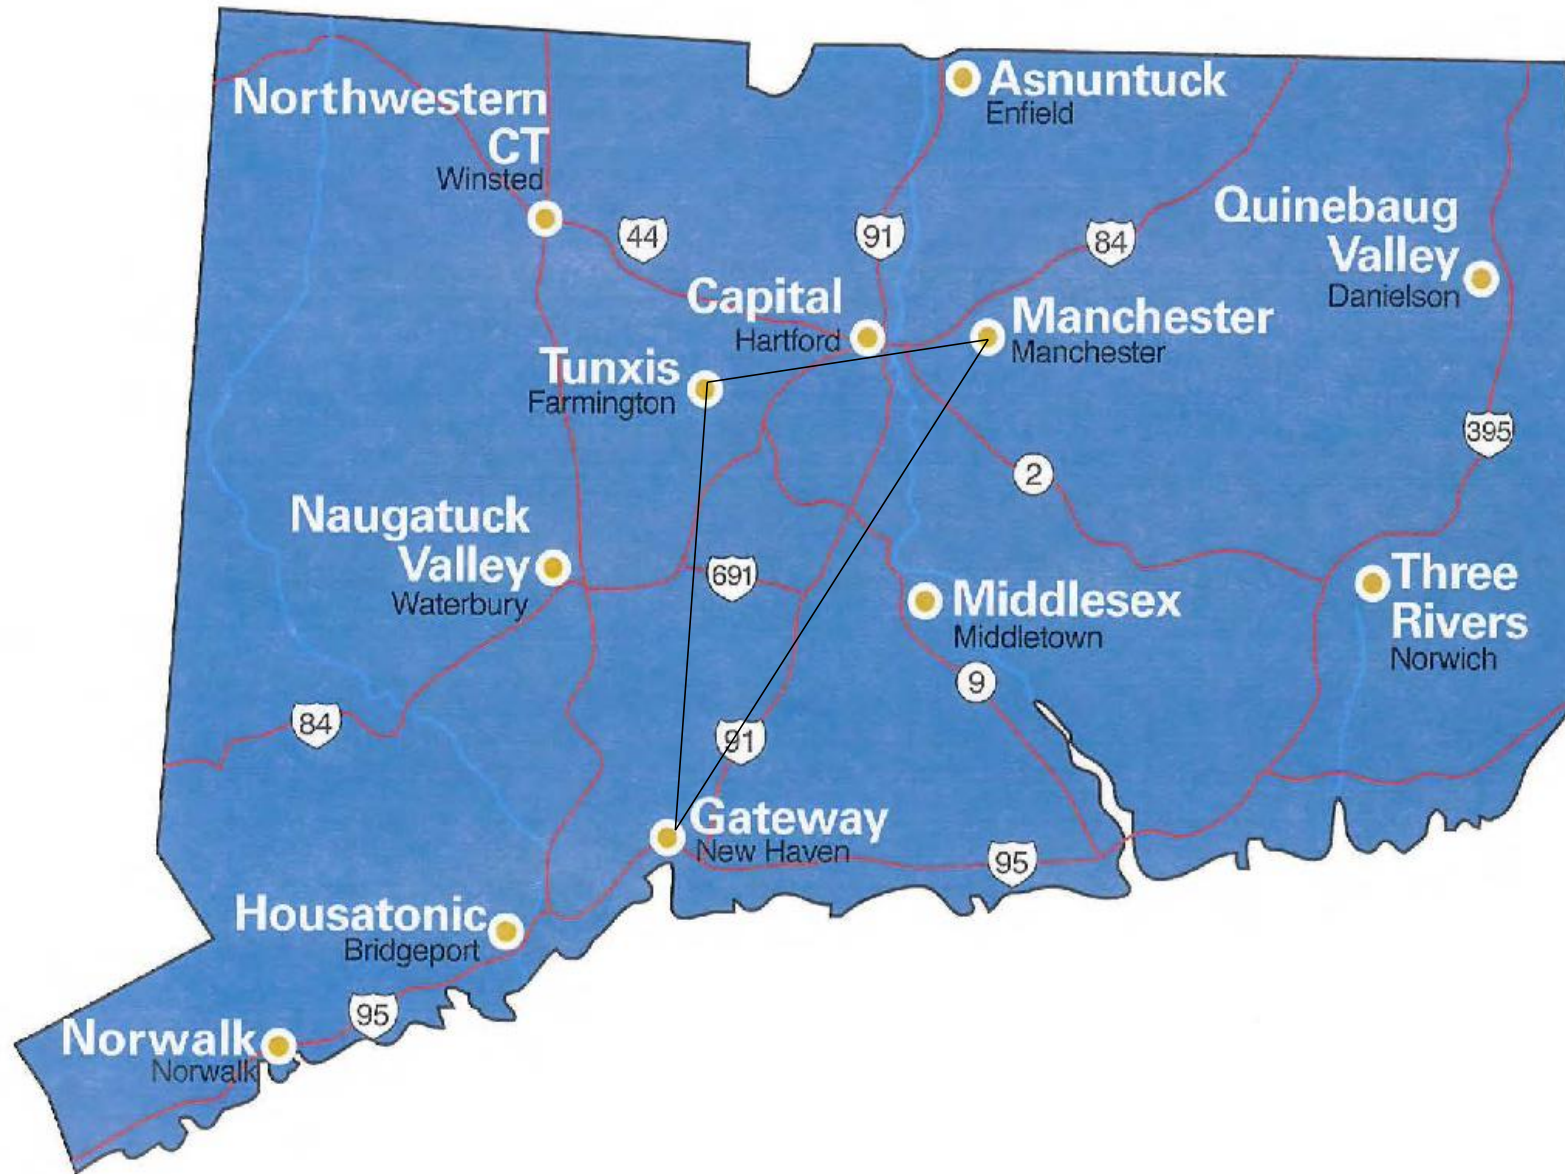 Northwestern
CT
Winsted
Asnuntuck
Enfield
44
91
84
Quinebaug
Valley
Danielson
Capital
Hartford
Manchester
Manchester
Tunxis
Farmington
395
2
Naugatuck
Valley
Waterbury
691
Middlesex
Middletown
Three
Rivers
Norwich
9
84
91
Gateway
New Haven
95
Housatonic
Bridgeport
95
Norwalk
Norwalk